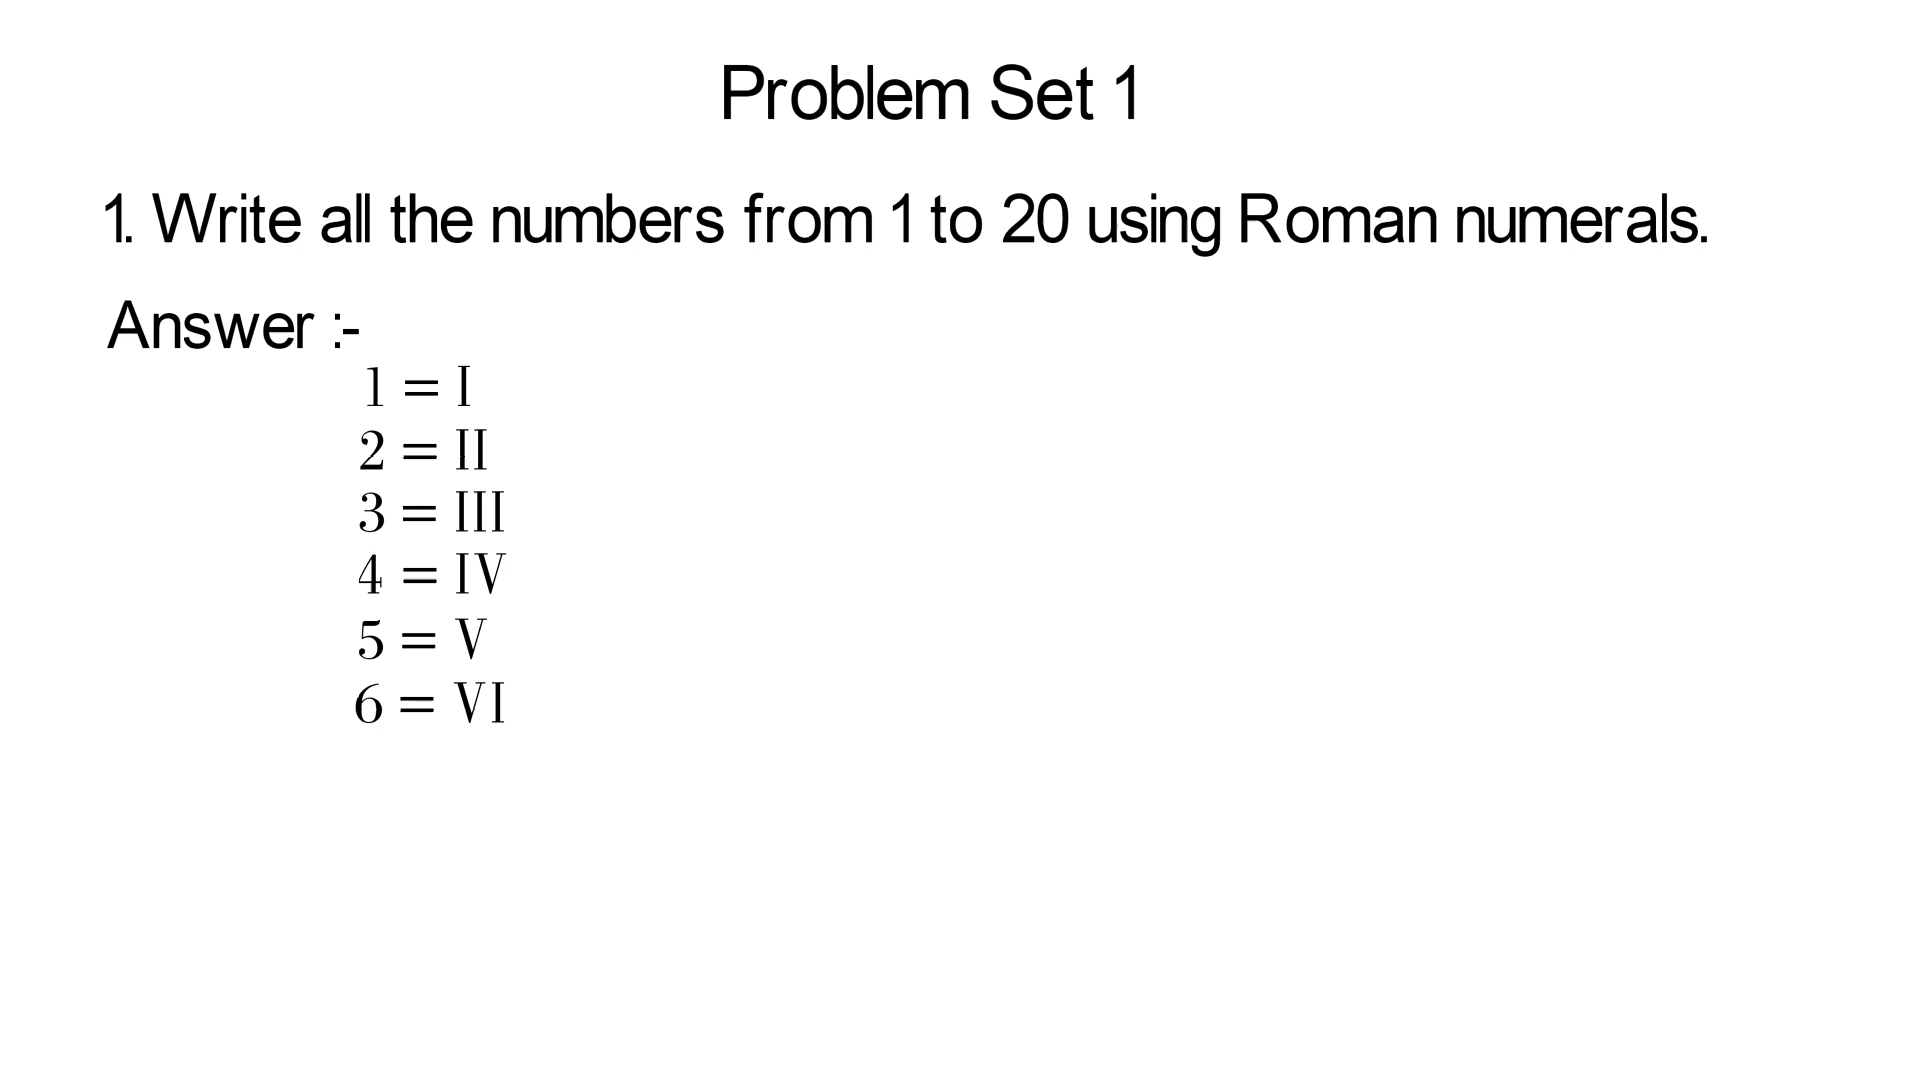 Problem Set 1
1. Write all the numbers from 1 to 20 using Roman numerals.
Answer :-
1 = I
2 = II
3 = III
4 = IV
5 = V
6 = VI